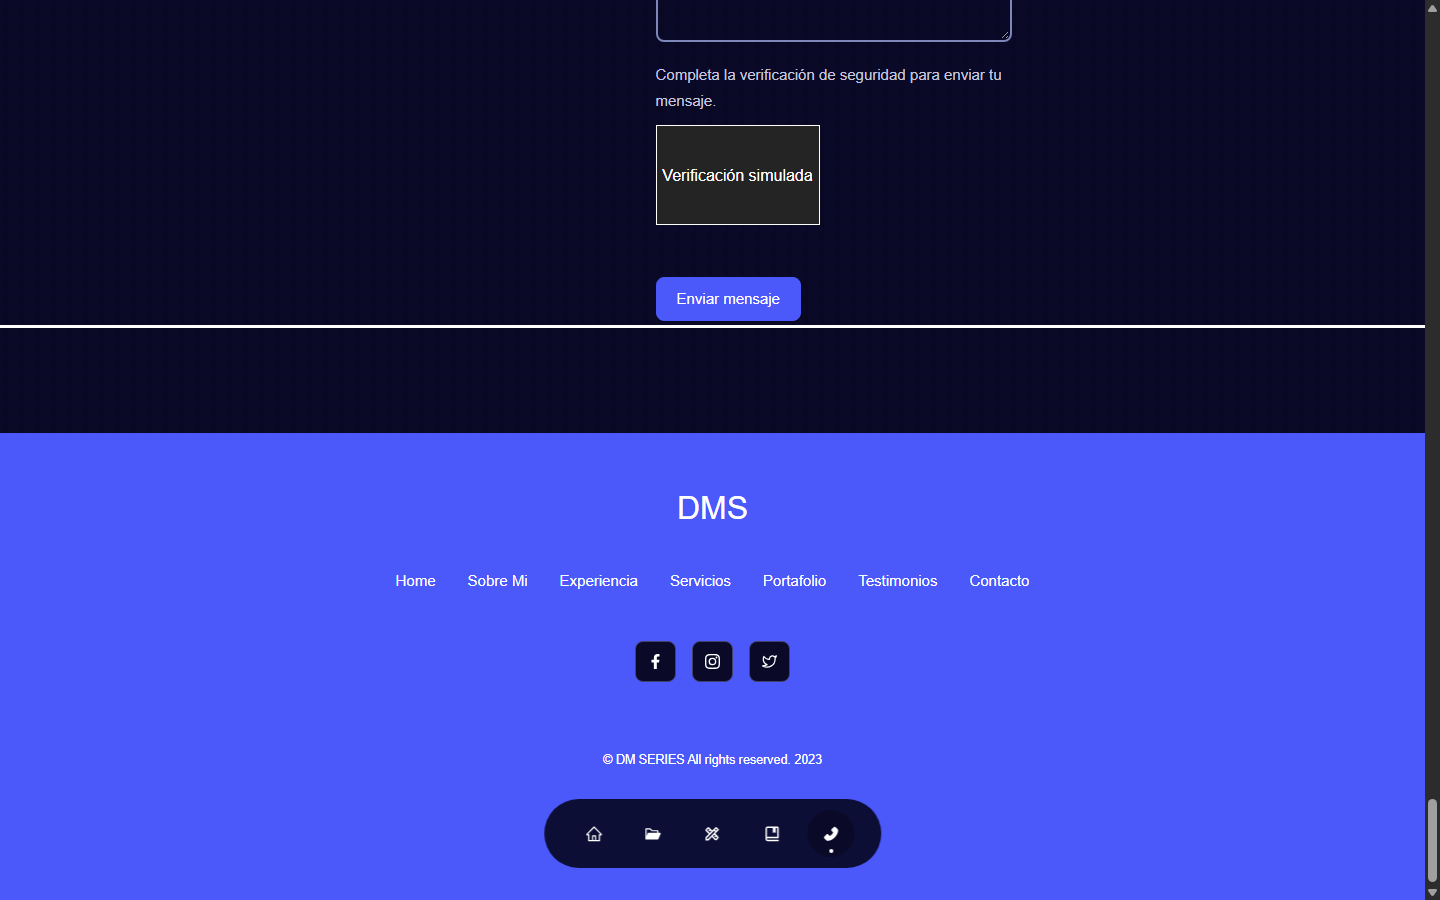 Completa la verificación de seguridad para enviar tu
mensaje.
Verificación simulada
Enviar mensaje
DMS
Home Sobre Mi Experiencia Servicios Portafolio Testimonios Contacto
© DM SERIES All rights reserved. 2023